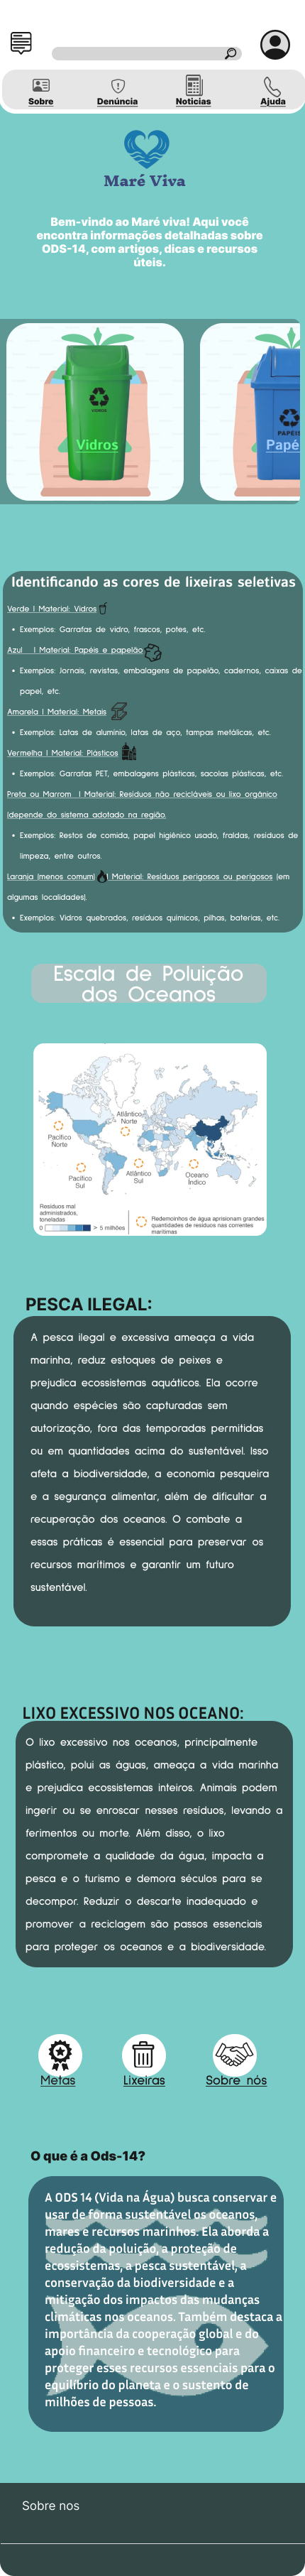 Sobre
Denúncia
Noticias
Ajuda
Maré Viva
Bem-vindo ao Maré viva! Aqui você
encontra informações detalhadas sobre
ODS-14, com artigos, dicas e recursos
úteis.
VIDROS
Vidros
PAPÉIS
Papé
Identificando as cores de lixeiras seletivas
Verde | Material: Vidros
• Exemplos: Garrafas de vidro, frascos, potes, etc.
Azul | Material: Papéis e papelão
• Exemplos: Jornais, revistas, embalagens de papelão, cadernos, caixas de
papel, etc.
Amarela | Material: Metais
• Exemplos: Latas de alumínio, latas de aço, tampas metálicas, etc.
Vermelha | Material: Plásticos
• Exemplos: Garrafas PET, embalagens plásticas, sacolas plásticas, etc.
Preta ou Marrom | Material: Resíduos não recicláveis ou lixo orgânico
(depende do sistema adotado na região.
• Exemplos: Restos de comida, papel higiênico usado, fraldas, resíduos de
limpeza, entre outros.
Laranja (menos comum) | Material: Resíduos perigosos ou perigosos (em
algumas localidades).
• Exemplos: Vidros quebrados, resíduos químicos, pilhas, baterias, etc.
Escala de Poluição
dos Oceanos
Atlântico
Norte
Pacífico
Norte
Pacífico
Sul
Atlântico
Sul
Oceano
Índico
Resíduos mal
administrados,
toneladas
0 > 5 milhões
Redemoinhos de água aprisionam grandes
quantidades de resíduos nas correntes
marítimas
PESCA ILEGAL:
A pesca ilegal e excessiva ameaça a vida
marinha, reduz estoques de peixes e
prejudica ecossistemas aquáticos. Ela ocorre
quando espécies são capturadas sem
autorização, fora das temporadas permitidas
ou em quantidades acima do sustentável. Isso
afeta a biodiversidade, a economia pesqueira
e a segurança alimentar, além de dificultar a
recuperação dos oceanos. O combate a
essas práticas é essencial para preservar os
recursos marítimos e garantir um futuro
sustentável.
LIXO EXCESSIVO NOS OCEANO:
O lixo excessivo nos oceanos, principalmente
plástico, polui as águas, ameaça a vida marinha
e prejudica ecossistemas inteiros. Animais podem
ingerir ou se enroscar nesses resíduos, levando a
ferimentos ou morte. Além disso, o lixo
compromete a qualidade da água, impacta a
pesca e o turismo e demora séculos para se
decompor. Reduzir o descarte inadequado e
promover a reciclagem são passos essenciais
para proteger os oceanos e a biodiversidade.
Metas
Lixeiras
Sobre nós
O que é a Ods-14?
A ODS 14 (Vida na Água) busca conservar e
usar de forma sustentável os oceanos,
mares e recursos marinhos. Ela aborda a
redução da poluição, a proteção de
ecossistemas, a pesca sustentável, a
conservação da biodiversidade e a
mitigação dos impactos das mudanças
climáticas nos oceanos. Também destaca a
importância da cooperação global e do
apoio financeiro e tecnológico para
proteger esses recursos essenciais para o
equilíbrio do planeta e o sustento de
milhões de pessoas.
Sobre nos